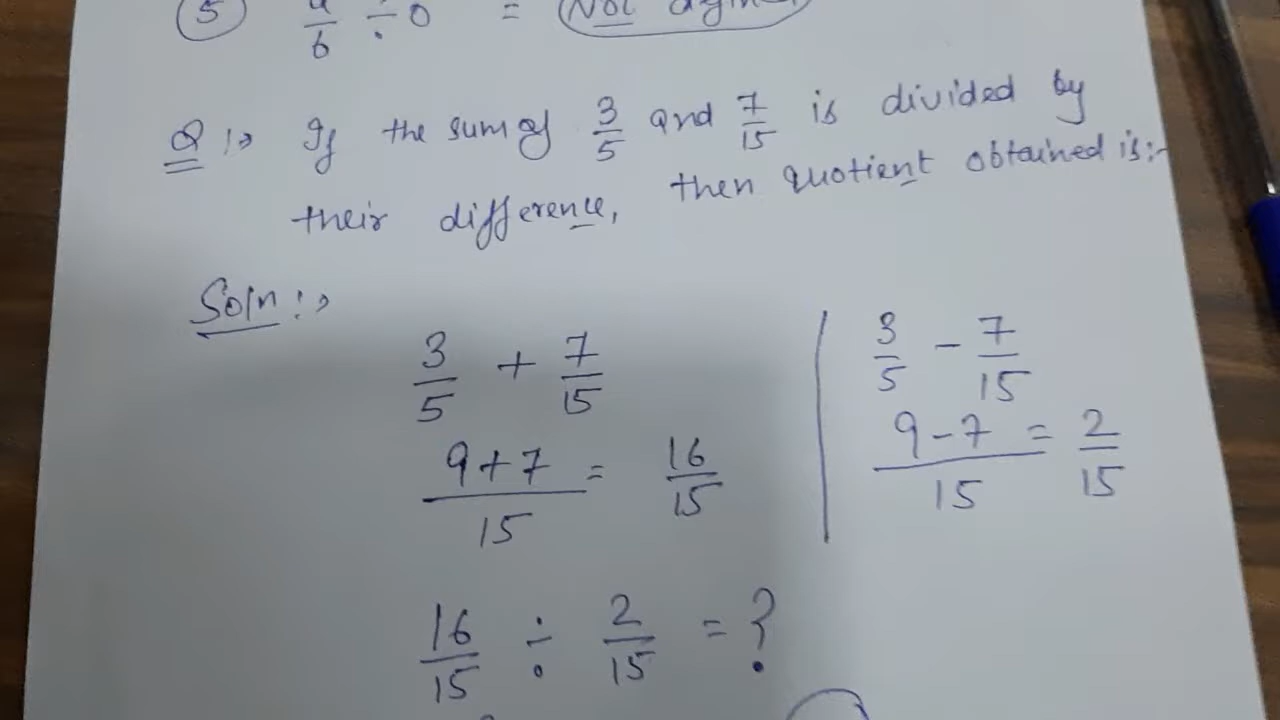 5 a/b ÷ 0 = Not
Q:→ If the sum of 3/5 and 7/15 is divided by
their difference, then quotient obtained is:-
Soln:→
3/5 + 7/15
9+7/15 = 16/15
3/5 - 7/15
9-7/15 = 2/15
16/15 ÷ 2/15 = ?